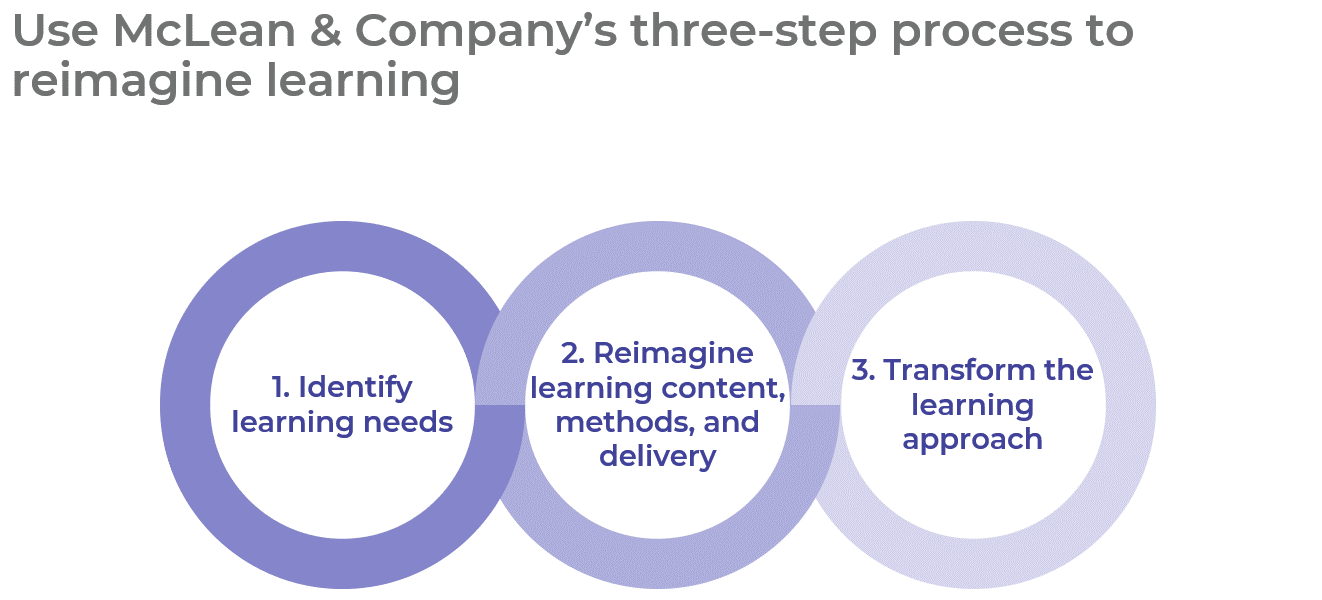 Use McLean & Company’s three-step process to
reimagine learning
1. Identify
learning needs
2. Reimagine
learning content,
methods, and
delivery
3. Transform the
learning
approach